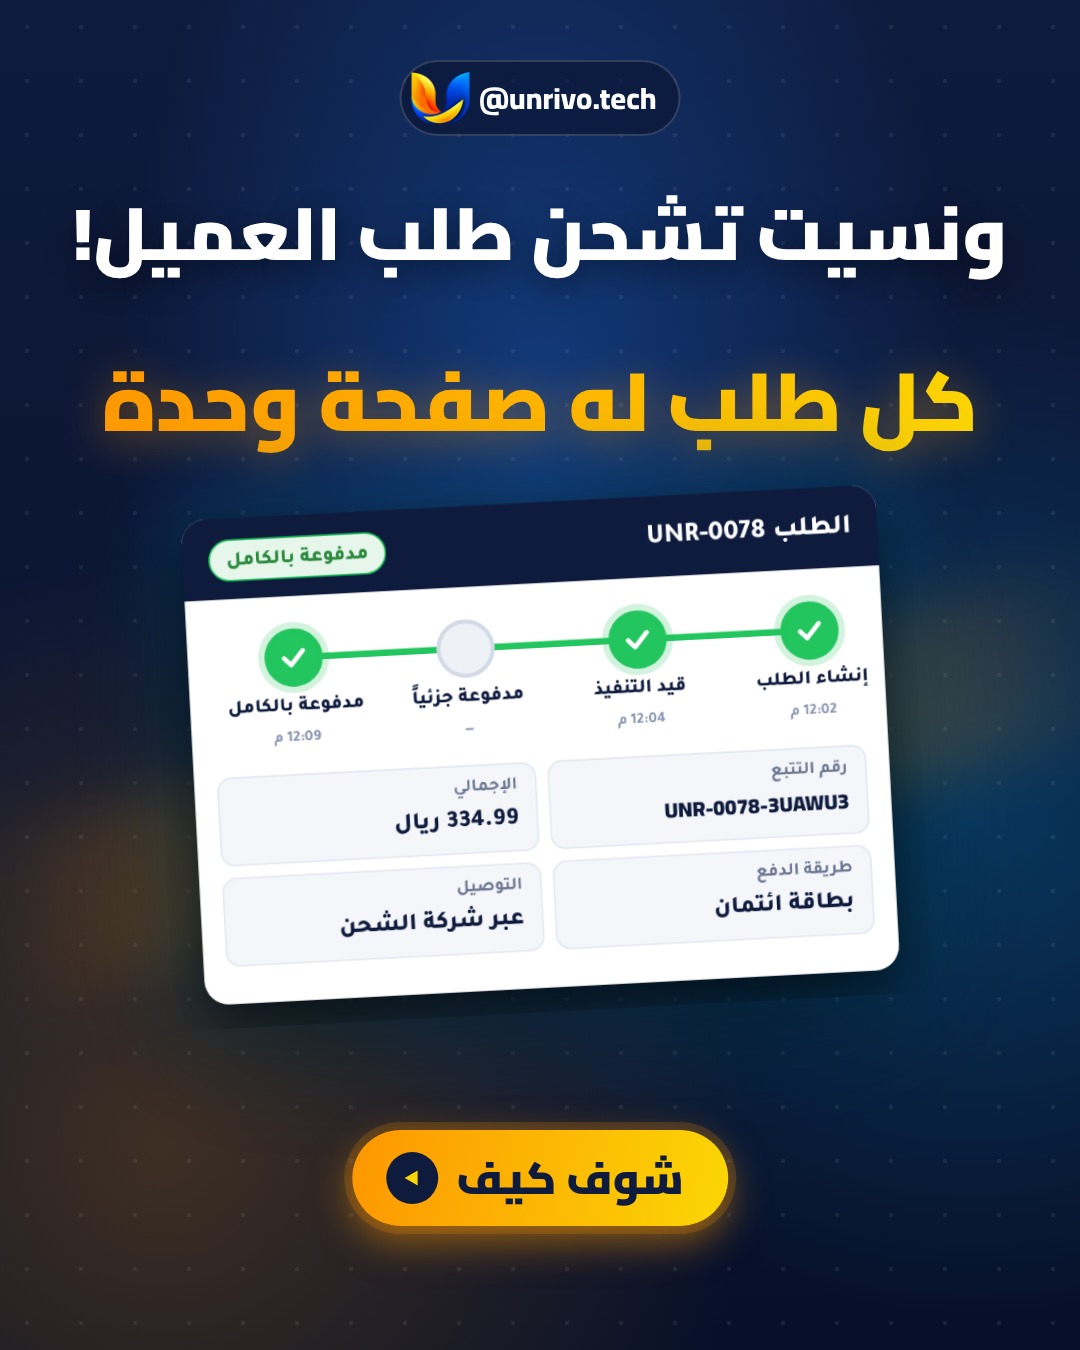 @unrivo.tech
ونسيت تشحن طلب العميل!
كل طلب له صفحة وحدة
الطلب UNR-0078
مدفوعة بالكامل
إنشاء الطلب
12:02 م
قيد التنفيذ
12:04 م
مدفوعة جزئياً
–
مدفوعة بالكامل
12:09 م
رقم التتبع
UNR-0078-3UAWU3
الإجمالي
334.99 ريال
طريقة الدفع
بطاقة ائتمان
التوصيل
عبر شركة الشحن
شوف كيف